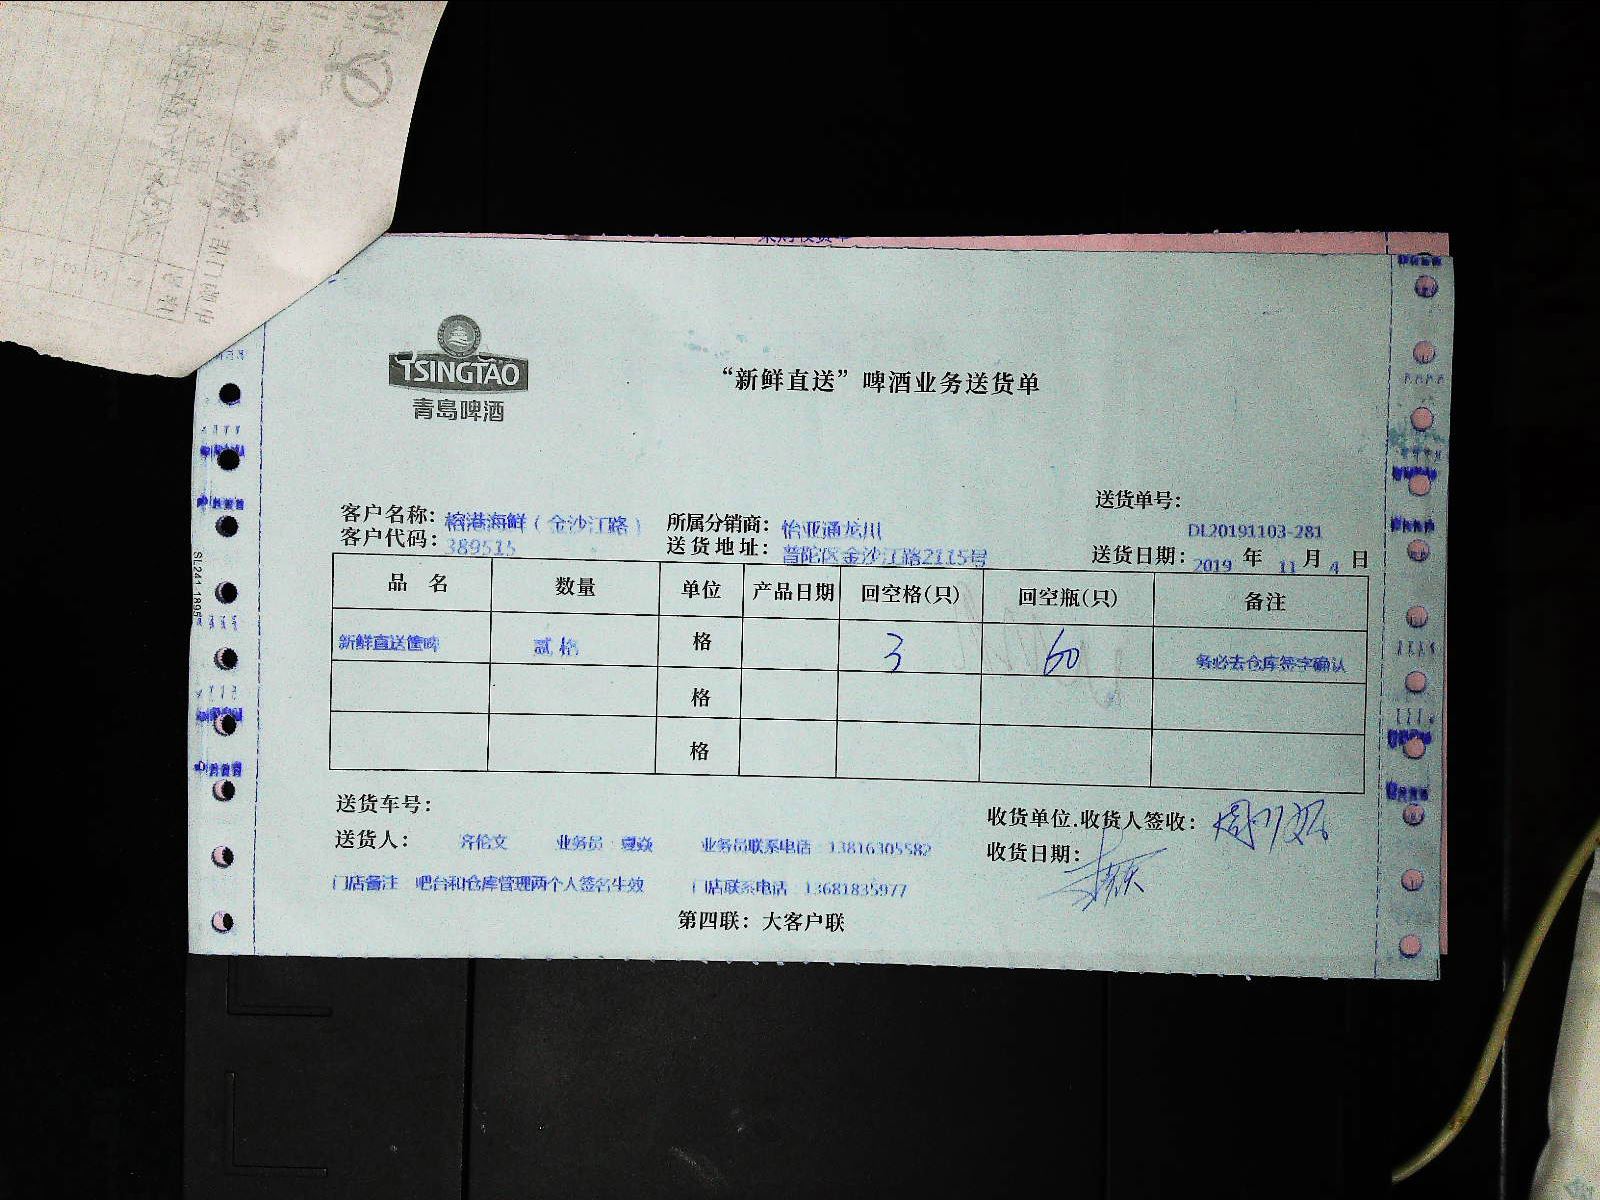 TSINGTAO
青島啤酒
“新鲜直送”啤酒业务送货单
送货单号：
DL20191103-281
客户名称：榕港海鲜（金沙江路） 所属分销商：怡亚通龙川
客户代码：389515 送货地址：普陀区金沙江路2115号 送货日期：2019 年 11 月 4 日
品 名 数量 单位 产品日期 回空格(只) 回空瓶(只) 备注
新鲜直送筐啤 贰格 格 3 60 务必去仓库签字确认
格
格
送货车号：
收货单位.收货人签收：
送货人： 齐伦文 业务员 夏焱 业务员联系电话 13816305582
收货日期：
门店备注 吧台和仓库管理两个人签名生效 门店联系电话 13681835977
第四联：大客户联